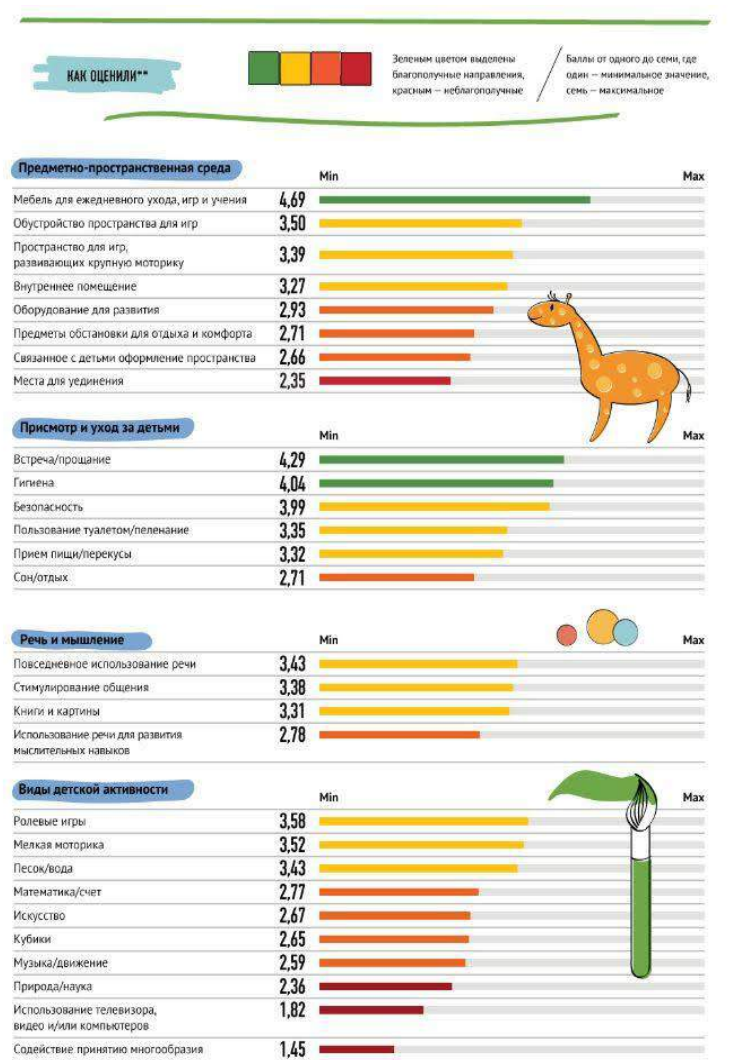 КАК ОЦЕНИЛИ**
Зеленым цветом выделены
благополучные направления,
красным — неблагополучные
Баллы от одного до семи, где
один — минимальное значение,
семь — максимальное
Предметно-пространственная среда
Min Max
Мебель для ежедневного ухода, игр и учения 4,69
Обустройство пространства для игр 3,50
Пространство для игр,
развивающих крупную моторику 3,39
Внутреннее помещение 3,27
Оборудование для развития 2,93
Предметы обстановки для отдыха и комфорта 2,71
Связанное с детьми оформление пространства 2,66
Места для уединения 2,35
Присмотр и уход за детьми
Min Max
Встреча/прощание 4,29
Гигиена 4,04
Безопасность 3,99
Пользование туалетом/пеленание 3,35
Прием пищи/перекусы 3,32
Сон/отдых 2,71
Речь и мышление
Min Max
Повседневное использование речи 3,43
Стимулирование общения 3,38
Книги и картины 3,31
Использование речи для развития
мыслительных навыков 2,78
Виды детской активности
Min Max
Ролевые игры 3,58
Мелкая моторика 3,52
Песок/вода 3,43
Математика/счет 2,77
Искусство 2,67
Кубики 2,65
Музыка/движение 2,59
Природа/наука 2,36
Использование телевизора,
видео и/или компьютеров 1,82
Содействие принятию многообразия 1,45